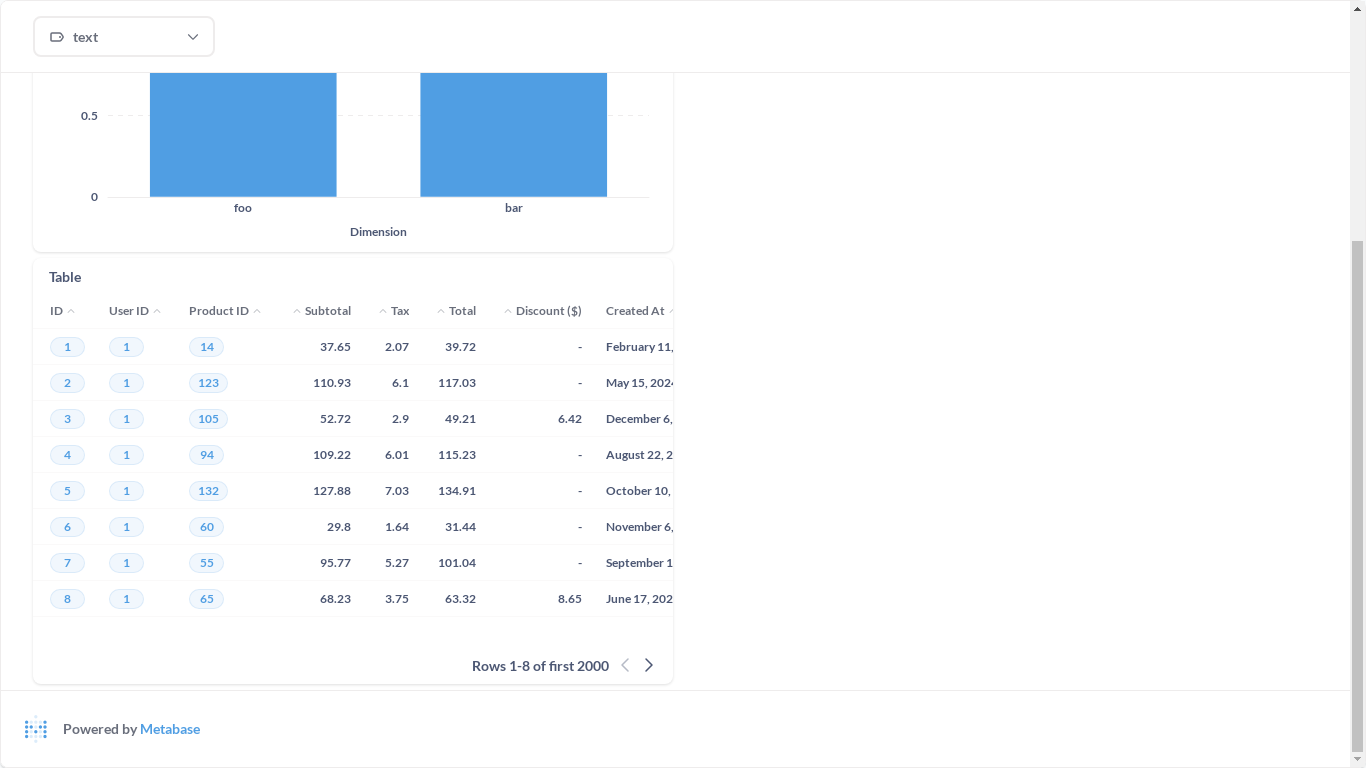 text
0.5
0
foo bar
Dimension
Table
ID User ID Product ID Subtotal Tax Total Discount ($) Created At
1 1 14 37.65 2.07 39.72 - February 11,
2 1 123 110.93 6.1 117.03 - May 15, 2024
3 1 105 52.72 2.9 49.21 6.42 December 6,
4 1 94 109.22 6.01 115.23 - August 22, 2
5 1 132 127.88 7.03 134.91 - October 10,
6 1 60 29.8 1.64 31.44 - November 6,
7 1 55 95.77 5.27 101.04 - September 1
8 1 65 68.23 3.75 63.32 8.65 June 17, 202
Rows 1-8 of first 2000
Powered by Metabase